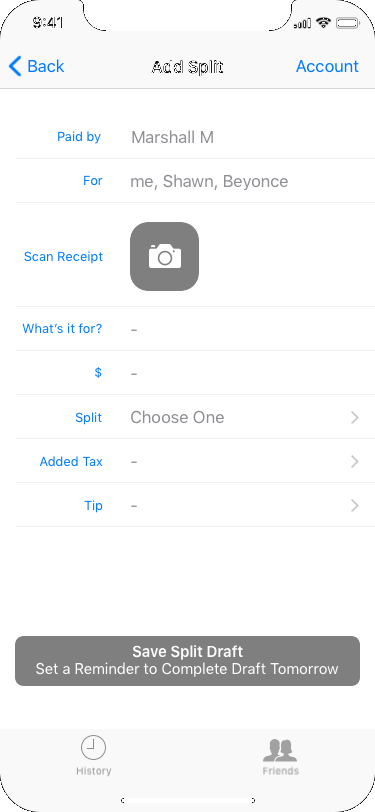 9:41
Back Add Split Account
Paid by Marshall M
For me, Shawn, Beyonce
Scan Receipt
What's it for? -
$ -
Split Choose One
Added Tax -
Tip -
Save Split Draft
Set a Reminder to Complete Draft Tomorrow
History Friends